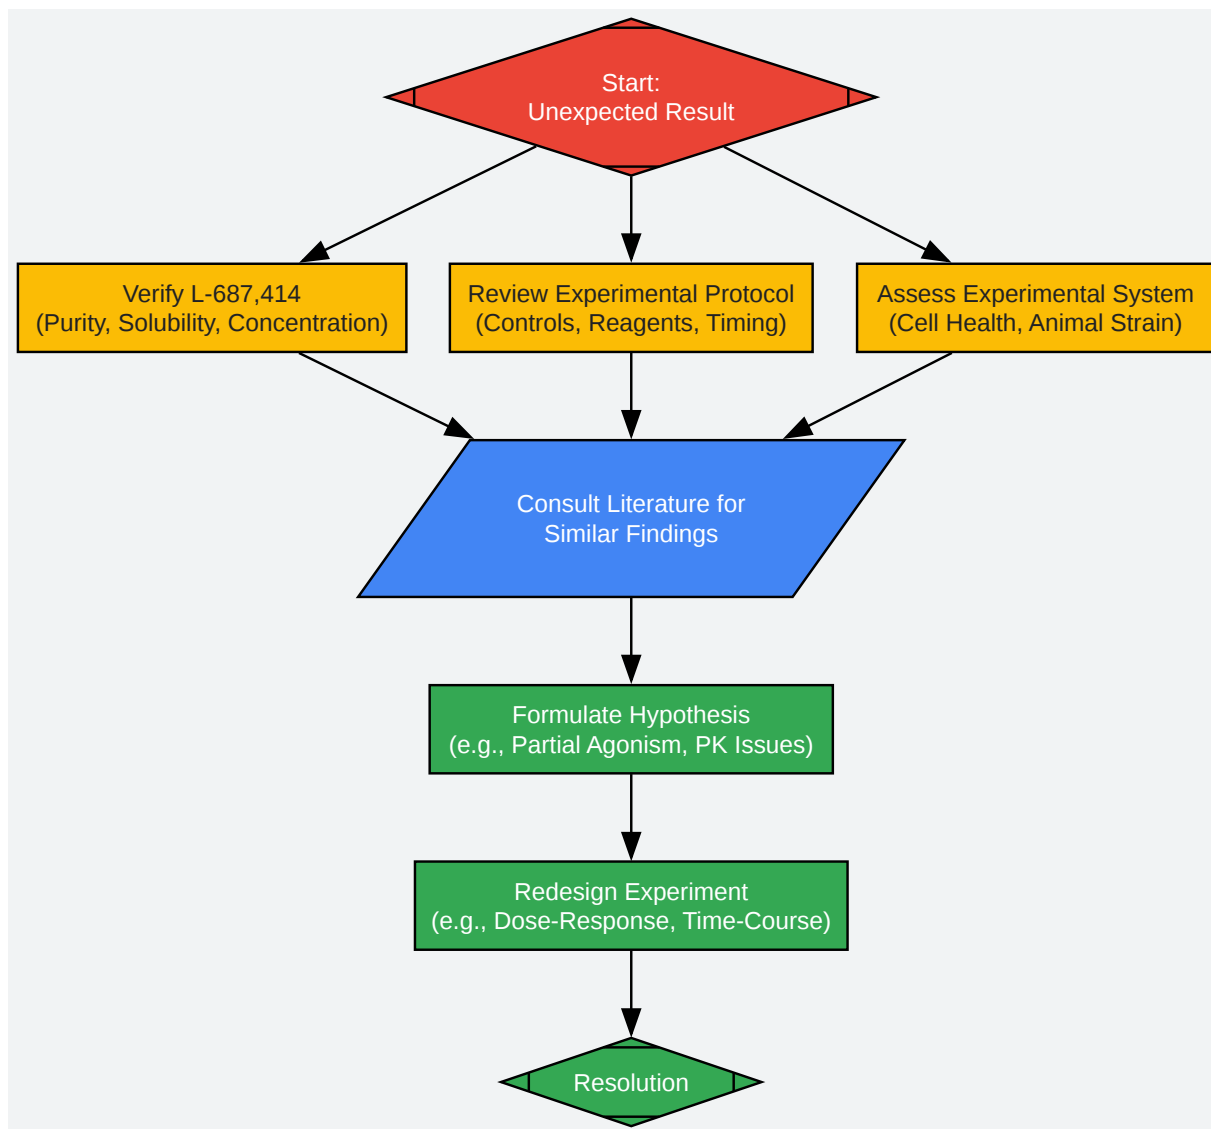 Start:
Unexpected Result
Verify L-687,414
(Purity, Solubility, Concentration)
Review Experimental Protocol
(Controls, Reagents, Timing)
Assess Experimental System
(Cell Health, Animal Strain)
Consult Literature for
Similar Findings
Formulate Hypothesis
(e.g., Partial Agonism, PK Issues)
Redesign Experiment
(e.g., Dose-Response, Time-Course)
Resolution